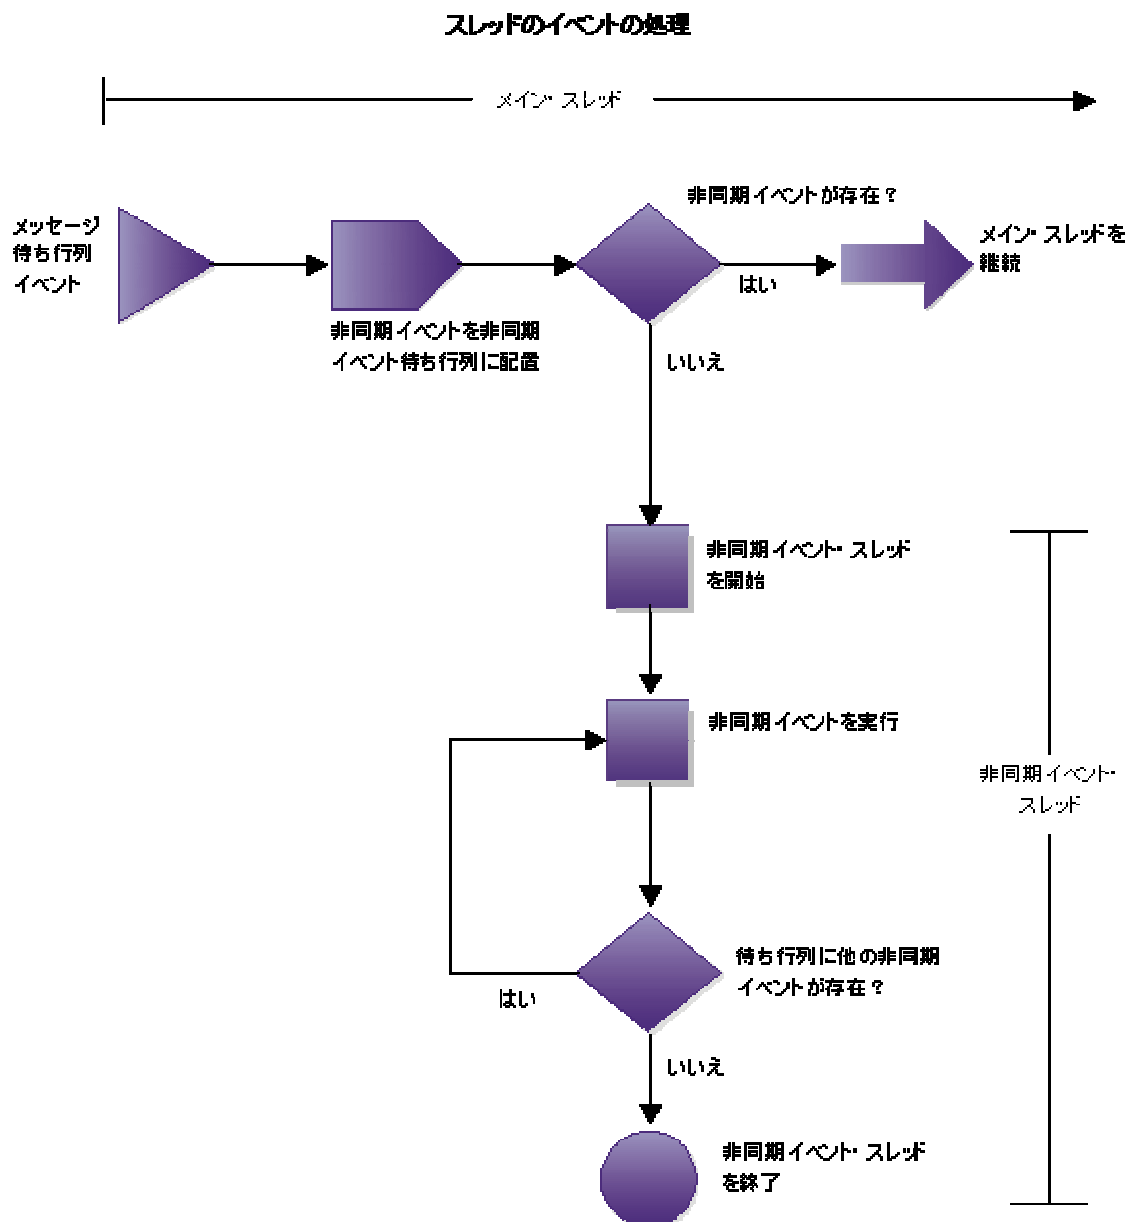 スレッドのイベントの処理
メイン・スレッド
メッセージ
待ち行列
イベント
非同期イベントを非同期
イベント待ち行列に配置
非同期イベントが存在？
はい
メイン・スレッドを
継続
いいえ
非同期イベント・スレッド
を開始
非同期イベントを実行
非同期イベント・
スレッド
待ち行列に他の非同期
イベントが存在？
はい
いいえ
非同期イベント・スレッド
を終了